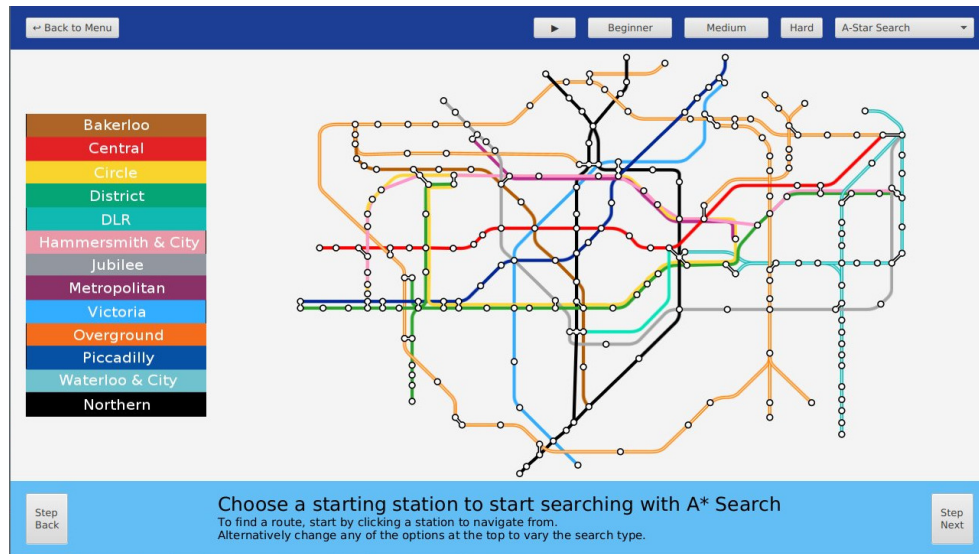 ↩ Back to Menu
▶
Beginner
Medium
Hard
A-Star Search
Bakerloo
Central
Circle
District
DLR
Hammersmith & City
Jubilee
Metropolitan
Victoria
Overground
Piccadilly
Waterloo & City
Northern
Step
Back
Choose a starting station to start searching with A* Search
To find a route, start by clicking a station to navigate from.
Alternatively change any of the options at the top to vary the search type.
Step
Next